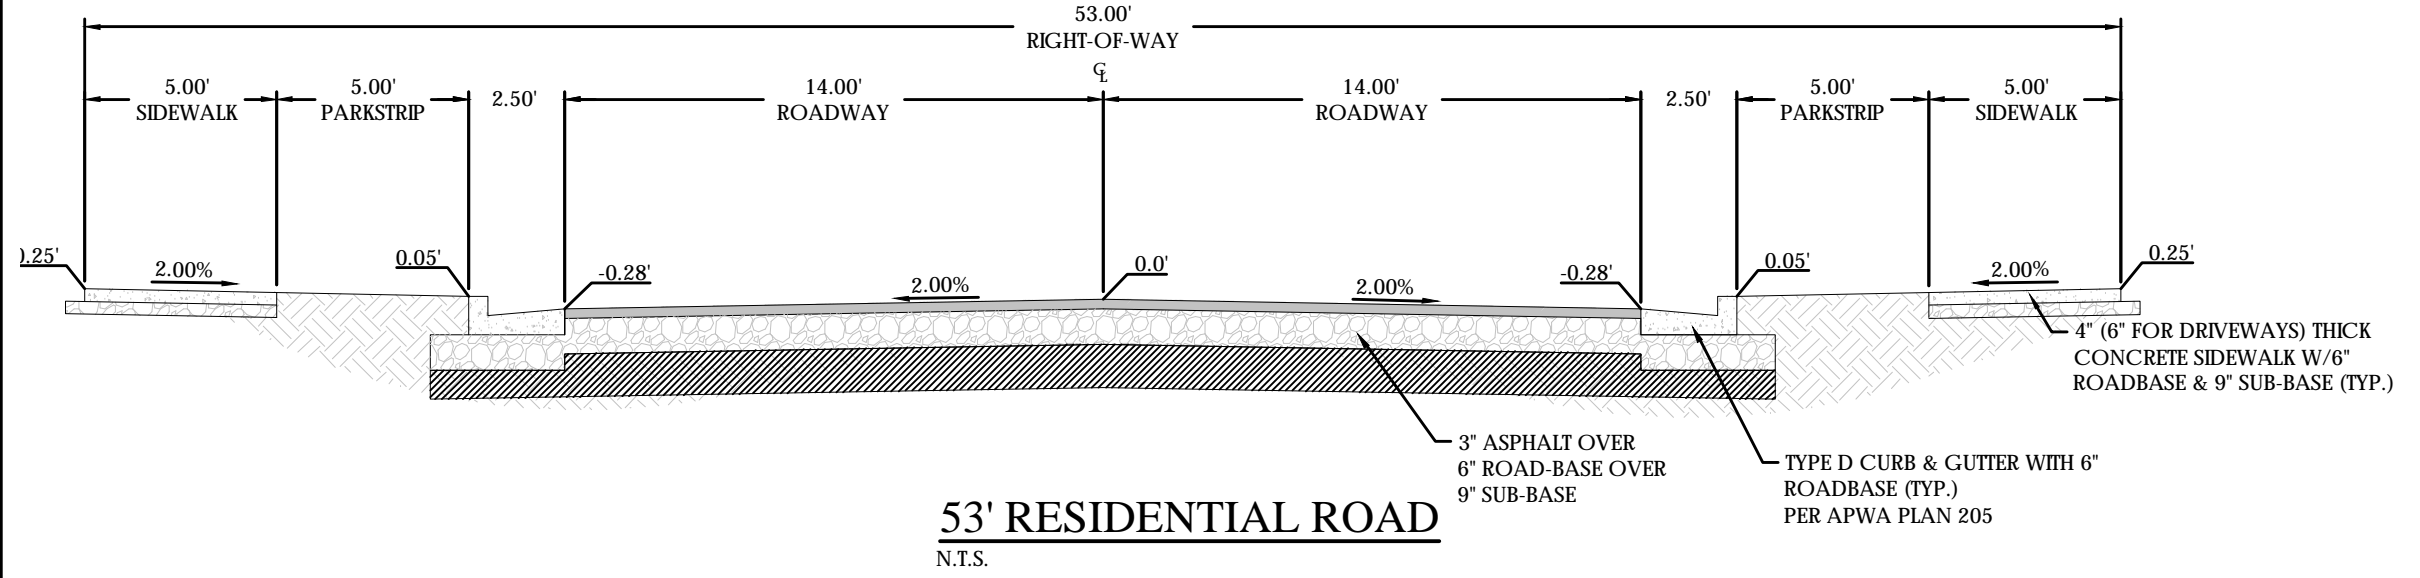 53.00'
RIGHT-OF-WAY
℄
5.00'
SIDEWALK
5.00'
PARKSTRIP
2.50'
14.00'
ROADWAY
14.00'
ROADWAY
2.50'
5.00'
PARKSTRIP
5.00'
SIDEWALK
).25'
2.00%
0.05'
-0.28'
2.00%
0.0'
2.00%
-0.28'
0.05'
2.00%
0.25'
4" (6" FOR DRIVEWAYS) THICK
CONCRETE SIDEWALK W/6"
ROADBASE & 9" SUB-BASE (TYP.)
3" ASPHALT OVER
6" ROAD-BASE OVER
9" SUB-BASE
TYPE D CURB & GUTTER WITH 6"
ROADBASE (TYP.)
PER APWA PLAN 205
53' RESIDENTIAL ROAD
N.T.S.